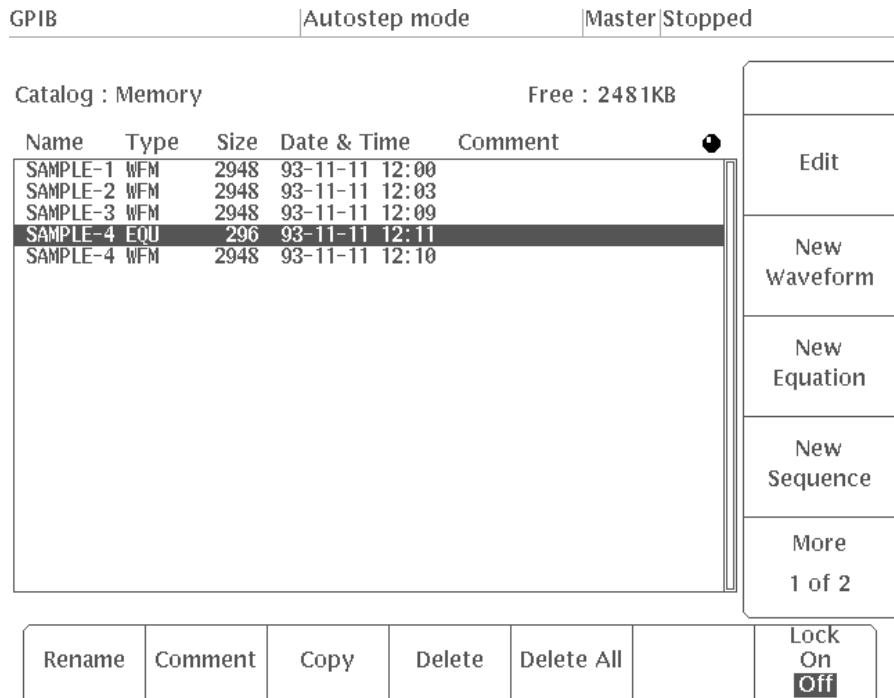 GPIB Autostep mode Master Stopped
Catalog : Memory Free : 2481KB
Name Type Size Date & Time Comment
SAMPLE-1 WFM 2948 93-11-11 12:00
SAMPLE-2 WFM 2948 93-11-11 12:03
SAMPLE-3 WFM 2948 93-11-11 12:09
SAMPLE-4 EQU 296 93-11-11 12:11
SAMPLE-4 WFM 2948 93-11-11 12:10
Edit
New
Waveform
New
Equation
New
Sequence
More
1 of 2
Rename Comment Copy Delete Delete All
Lock
On
Off